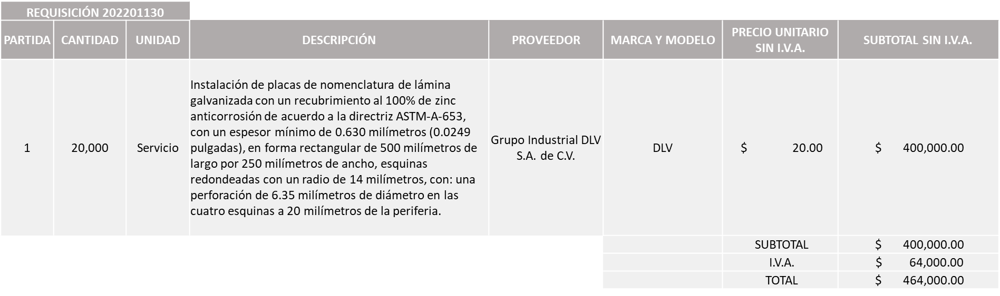 REQUISICIÓN 202201130
PARTIDA CANTIDAD UNIDAD DESCRIPCIÓN PROVEEDOR MARCA Y MODELO PRECIO UNITARIO SIN I.V.A. SUBTOTAL SIN I.V.A.
Instalación de placas de nomenclatura de lámina
galvanizada con un recubrimiento al 100% de zinc
anticorrosión de acuerdo a la directriz ASTM-A-653,
con un espesor mínimo de 0.630 milímetros (0.0249
1 20,000 Servicio pulgadas), en forma rectangular de 500 milímetros de Grupo Industrial DLV S.A. de C.V. DLV $ 20.00 $ 400,000.00
largo por 250 milímetros de ancho, esquinas
redondeadas con un radio de 14 milímetros, con: una
perforación de 6.35 milímetros de diámetro en las
cuatro esquinas a 20 milímetros de la periferia.
SUBTOTAL $ 400,000.00
I.V.A. $ 64,000.00
TOTAL $ 464,000.00